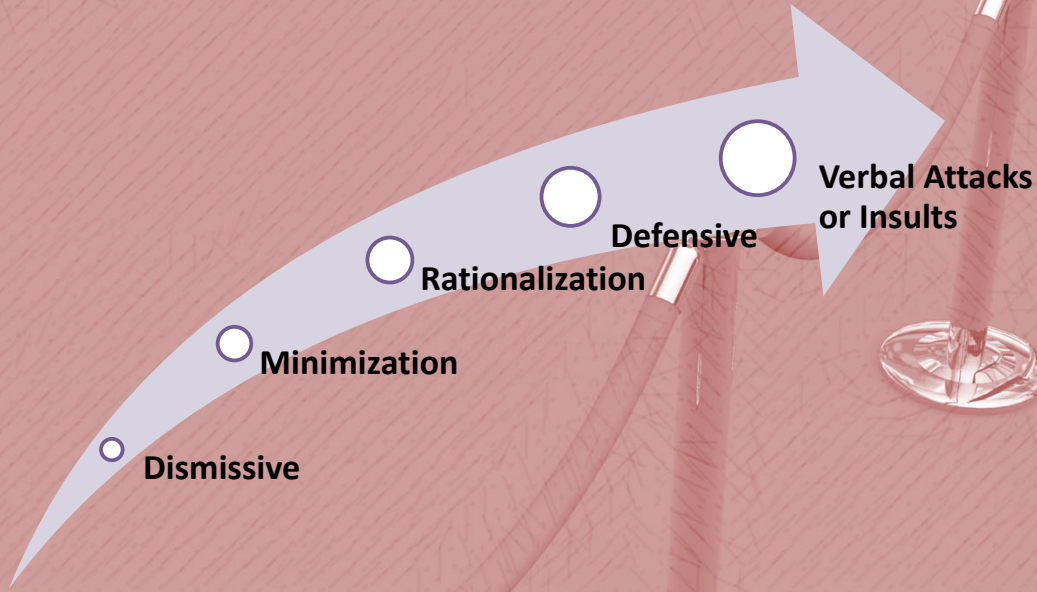 Verbal Attacks
or Insults
Defensive
Rationalization
Minimization
Dismissive